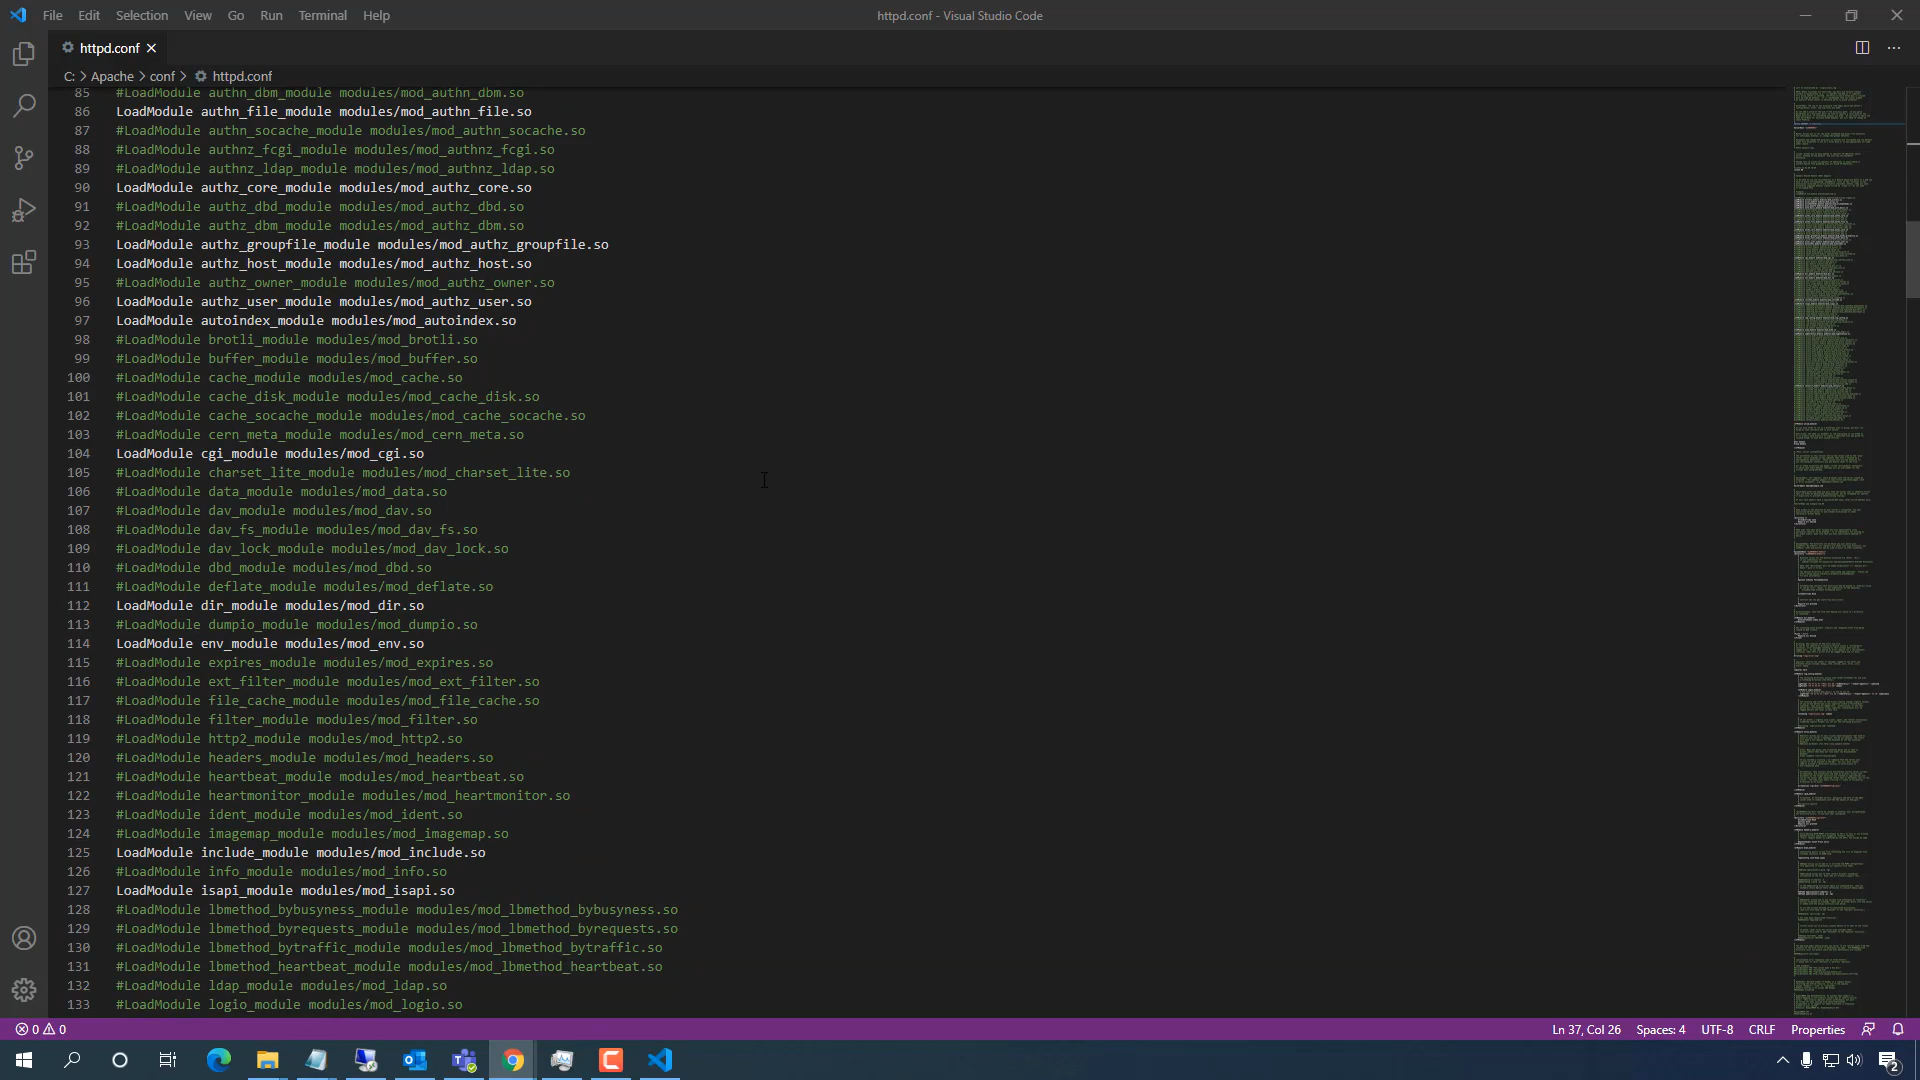 File Edit Selection View Go Run Terminal Help
httpd.conf - Visual Studio Code
httpd.conf
C: > Apache > conf > httpd.conf
85 #LoadModule authn_dbm_module modules/mod_authn_dbm.so
86 LoadModule authn_file_module modules/mod_authn_file.so
87 #LoadModule authn_socache_module modules/mod_authn_socache.so
88 #LoadModule authnz_fcgi_module modules/mod_authnz_fcgi.so
89 #LoadModule authnz_ldap_module modules/mod_authnz_ldap.so
90 LoadModule authz_core_module modules/mod_authz_core.so
91 #LoadModule authz_dbd_module modules/mod_authz_dbd.so
92 #LoadModule authz_dbm_module modules/mod_authz_dbm.so
93 LoadModule authz_groupfile_module modules/mod_authz_groupfile.so
94 LoadModule authz_host_module modules/mod_authz_host.so
95 #LoadModule authz_owner_module modules/mod_authz_owner.so
96 LoadModule authz_user_module modules/mod_authz_user.so
97 LoadModule autoindex_module modules/mod_autoindex.so
98 #LoadModule brotli_module modules/mod_brotli.so
99 #LoadModule buffer_module modules/mod_buffer.so
100 #LoadModule cache_module modules/mod_cache.so
101 #LoadModule cache_disk_module modules/mod_cache_disk.so
102 #LoadModule cache_socache_module modules/mod_cache_socache.so
103 #LoadModule cern_meta_module modules/mod_cern_meta.so
104 LoadModule cgi_module modules/mod_cgi.so
105 #LoadModule charset_lite_module modules/mod_charset_lite.so
106 #LoadModule data_module modules/mod_data.so
107 #LoadModule dav_module modules/mod_dav.so
108 #LoadModule dav_fs_module modules/mod_dav_fs.so
109 #LoadModule dav_lock_module modules/mod_dav_lock.so
110 #LoadModule dbd_module modules/mod_dbd.so
111 #LoadModule deflate_module modules/mod_deflate.so
112 LoadModule dir_module modules/mod_dir.so
113 #LoadModule dumpio_module modules/mod_dumpio.so
114 LoadModule env_module modules/mod_env.so
115 #LoadModule expires_module modules/mod_expires.so
116 #LoadModule ext_filter_module modules/mod_ext_filter.so
117 #LoadModule file_cache_module modules/mod_file_cache.so
118 #LoadModule filter_module modules/mod_filter.so
119 #LoadModule http2_module modules/mod_http2.so
120 #LoadModule headers_module modules/mod_headers.so
121 #LoadModule heartbeat_module modules/mod_heartbeat.so
122 #LoadModule heartmonitor_module modules/mod_heartmonitor.so
123 #LoadModule ident_module modules/mod_ident.so
124 #LoadModule imagemap_module modules/mod_imagemap.so
125 LoadModule include_module modules/mod_include.so
126 #LoadModule info_module modules/mod_info.so
127 LoadModule isapi_module modules/mod_isapi.so
128 #LoadModule lbmethod_bybusyness_module modules/mod_lbmethod_bybusyness.so
129 #LoadModule lbmethod_byrequests_module modules/mod_lbmethod_byrequests.so
130 #LoadModule lbmethod_bytraffic_module modules/mod_lbmethod_bytraffic.so
131 #LoadModule lbmethod_heartbeat_module modules/mod_lbmethod_heartbeat.so
132 #LoadModule ldap_module modules/mod_ldap.so
133 #LoadModule logio_module modules/mod_logio.so
0 0 Ln 37, Col 26 Spaces: 4 UTF-8 CRLF Properties
2